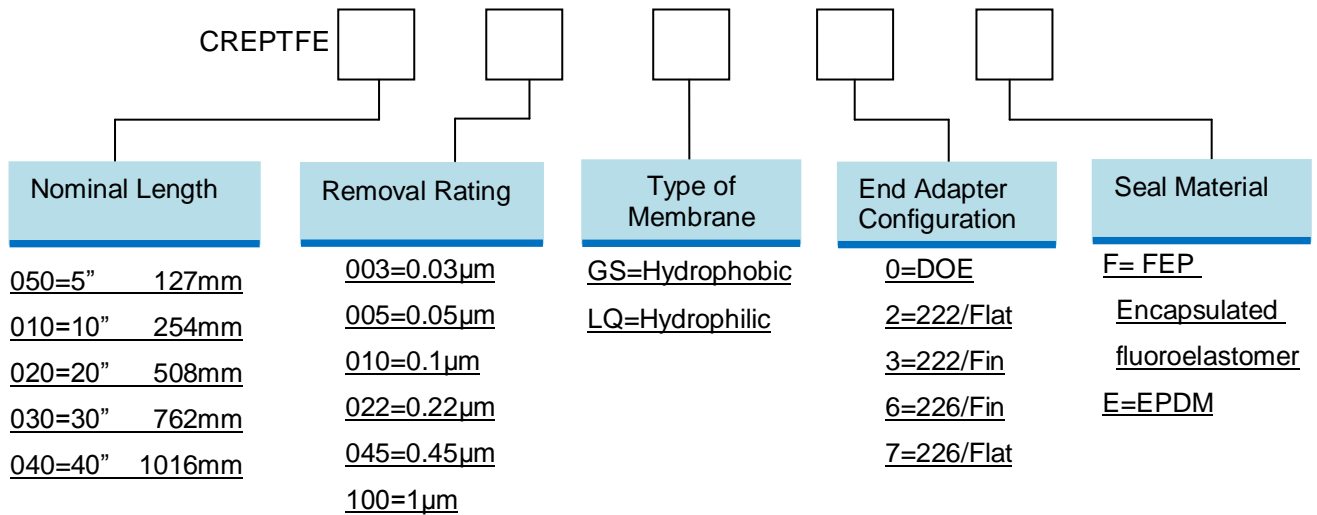 CREPTFE
Nominal Length
050=5” 127mm
010=10” 254mm
020=20” 508mm
030=30” 762mm
040=40” 1016mm
Removal Rating
003=0.03µm
005=0.05µm
010=0.1µm
022=0.22µm
045=0.45µm
100=1µm
Type of
Membrane
GS=Hydrophobic
LQ=Hydrophilic
End Adapter
Configuration
0=DOE
2=222/Flat
3=222/Fin
6=226/Fin
7=226/Flat
Seal Material
F= FEP
Encapsulated
fluoroelastomer
E=EPDM